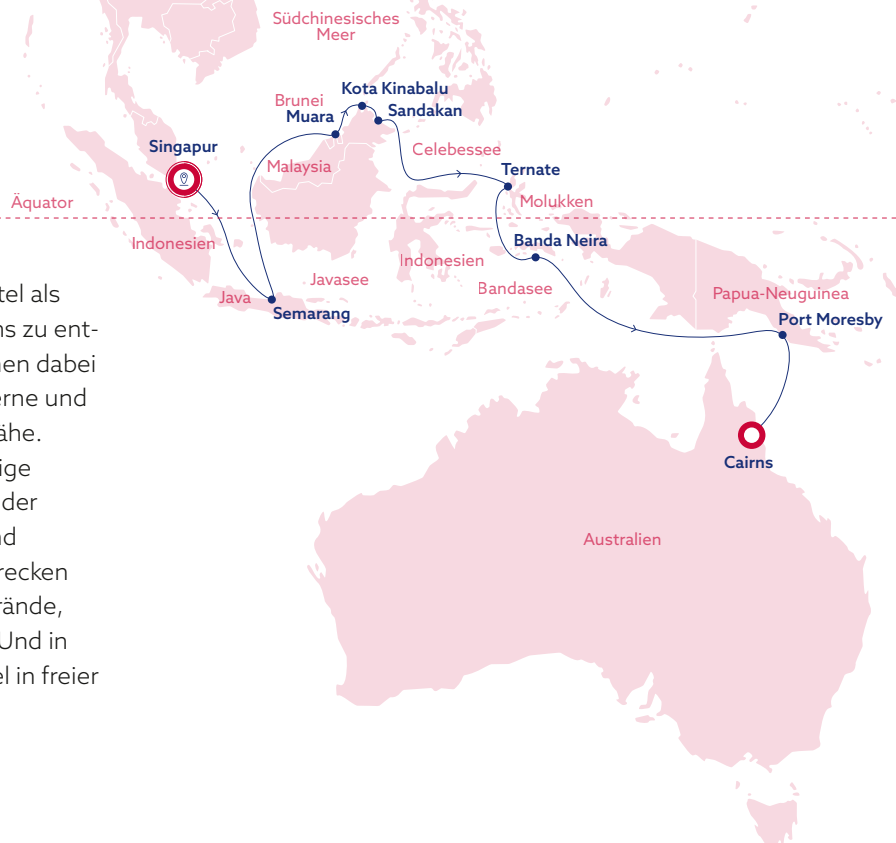 Südchinesisches
Meer
Kota Kinabalu
Brunei
Muara
Sandakan
Singapur
Celebessee
Malaysia
Ternate
Äquator
Molukken
Indonesien
Banda Neira
Indonesien
Javasee
Bandasee
Java
Papua-Neuguinea
Semarang
Port Moresby
Cairns
Australien
tel als
ns zu ent-
nen dabei
erne und
ähe.
ige
der
nd
recken
rände,
Und in
el in freier